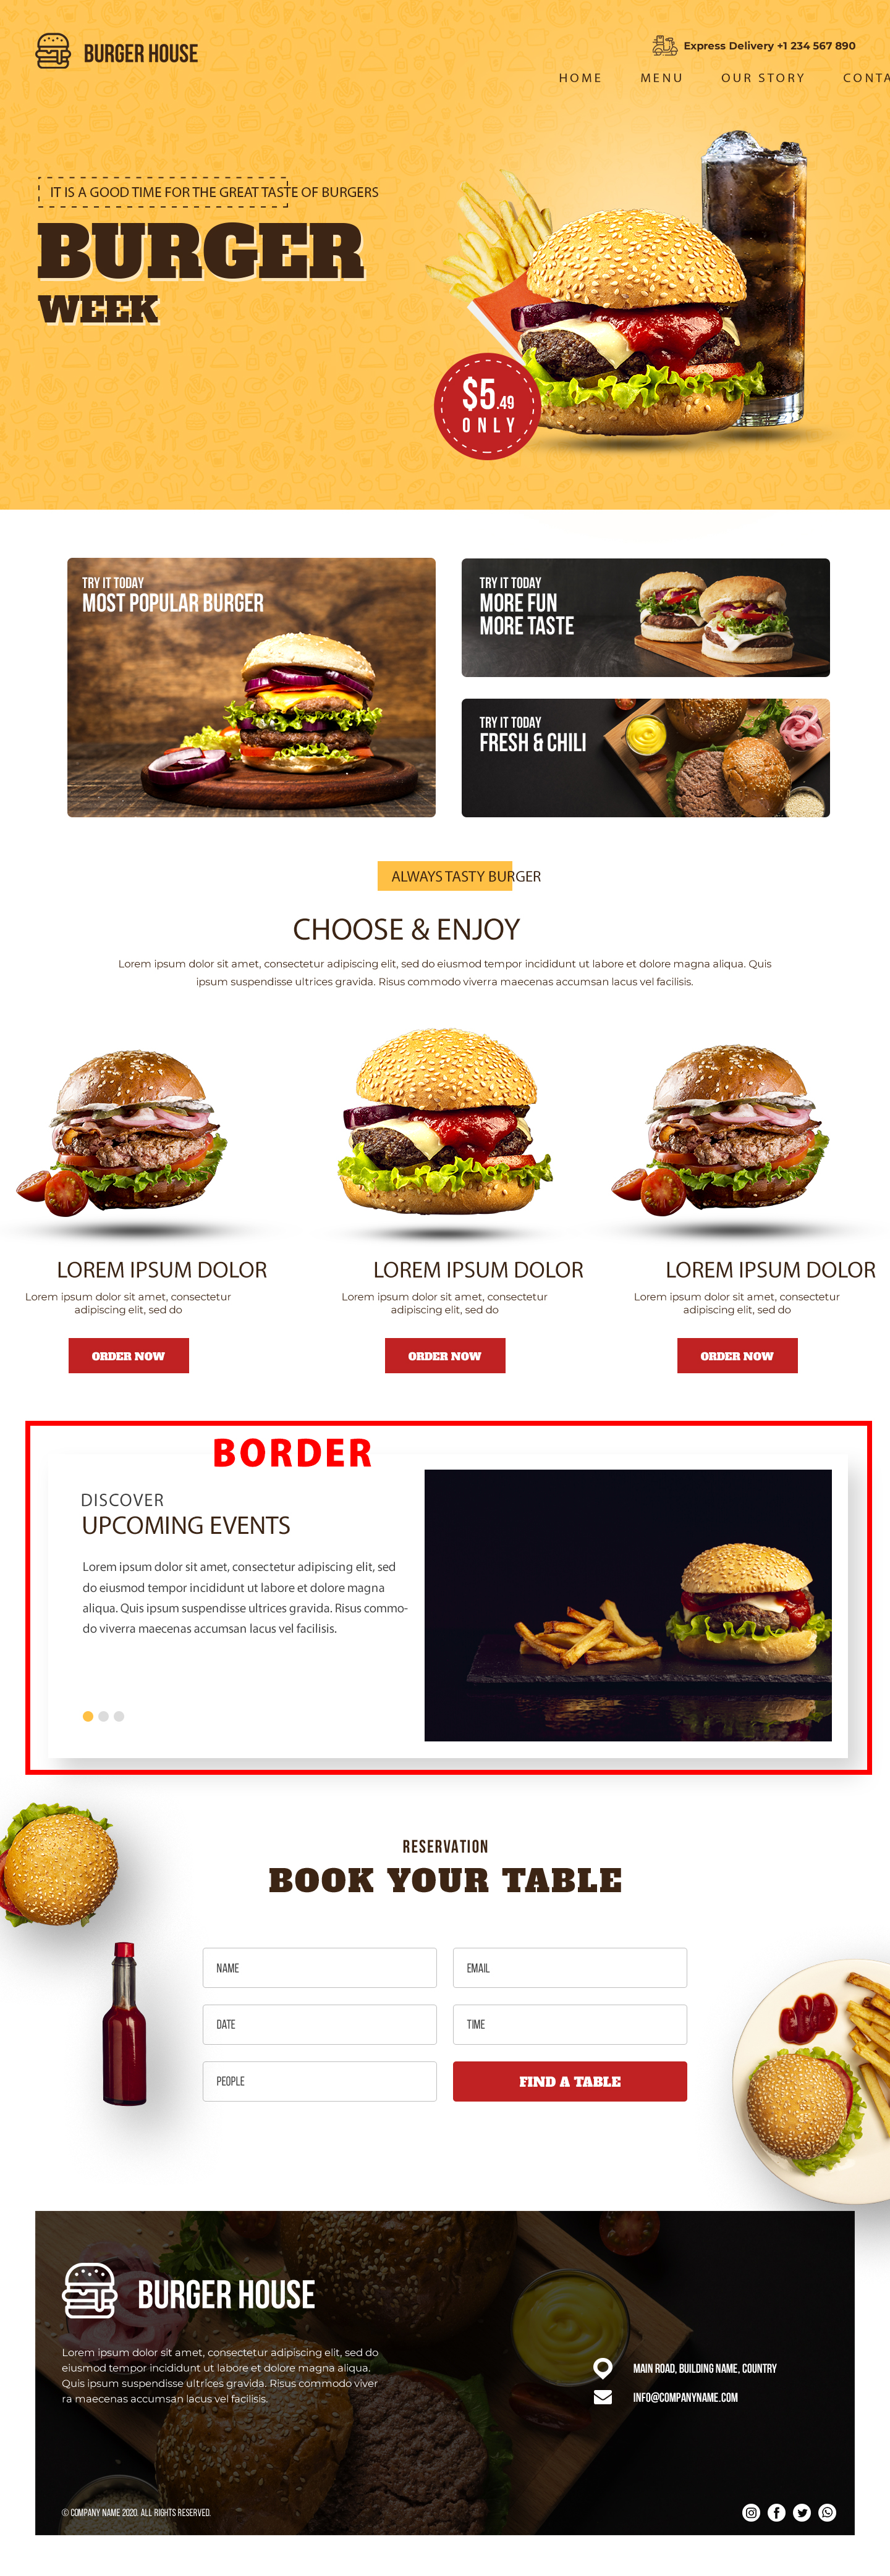 BURGER HOUSE
Express Delivery +1 234 567 890
HOME MENU OUR STORY CONTA
IT IS A GOOD TIME FOR THE GREAT TASTE OF BURGERS
BURGER
WEEK
$5.49
ONLY
TRY IT TODAY
MOST POPULAR BURGER
TRY IT TODAY
MORE FUN
MORE TASTE
TRY IT TODAY
FRESH & CHILI
ALWAYS TASTY BURGER
CHOOSE & ENJOY
Lorem ipsum dolor sit amet, consectetur adipiscing elit, sed do eiusmod tempor incididunt ut labore et dolore magna aliqua. Quis
ipsum suspendisse ultrices gravida. Risus commodo viverra maecenas accumsan lacus vel facilisis.
LOREM IPSUM DOLOR
Lorem ipsum dolor sit amet, consectetur
adipiscing elit, sed do
ORDER NOW
LOREM IPSUM DOLOR
Lorem ipsum dolor sit amet, consectetur
adipiscing elit, sed do
ORDER NOW
LOREM IPSUM DOLOR
Lorem ipsum dolor sit amet, consectetur
adipiscing elit, sed do
ORDER NOW
BORDER
DISCOVER
UPCOMING EVENTS
Lorem ipsum dolor sit amet, consectetur adipiscing elit, sed
do eiusmod tempor incididunt ut labore et dolore magna
aliqua. Quis ipsum suspendisse ultrices gravida. Risus commo-
do viverra maecenas accumsan lacus vel facilisis.
RESERVATION
BOOK YOUR TABLE
NAME
EMAIL
DATE
TIME
PEOPLE
FIND A TABLE
BURGER HOUSE
Lorem ipsum dolor sit amet, consectetur adipiscing elit, sed do
eiusmod tempor incididunt ut labore et dolore magna aliqua.
Quis ipsum suspendisse ultrices gravida. Risus commodo viver
ra maecenas accumsan lacus vel facilisis.
MAIN ROAD, BUILDING NAME, COUNTRY
INFO@COMPANYNAME.COM
© COMPANY NAME 2020. ALL RIGHTS RESERVED.